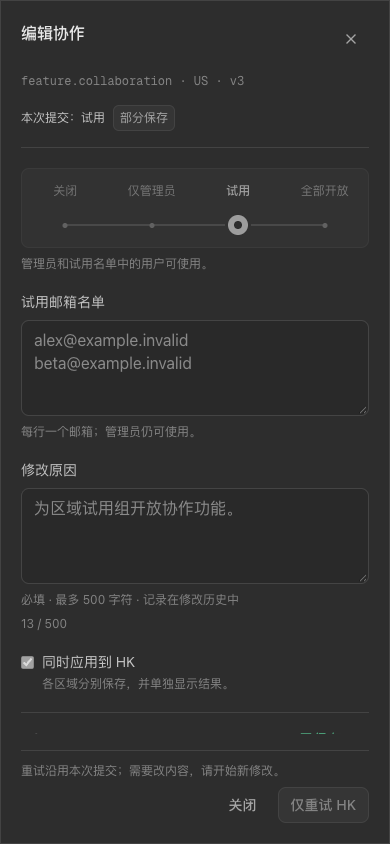 编辑协作
feature.collaboration · US · v3
本次提交：试用 部分保存
关闭 仅管理员 试用 全部开放
管理员和试用名单中的用户可使用。
试用邮箱名单
alex@example.invalid
beta@example.invalid
每行一个邮箱；管理员仍可使用。
修改原因
为区域试用组开放协作功能。
必填 · 最多 500 字符 · 记录在修改历史中
13 / 500
同时应用到 HK
各区域分别保存，并单独显示结果。
重试沿用本次提交；需要改内容，请开始新修改。
关闭 仅重试 HK